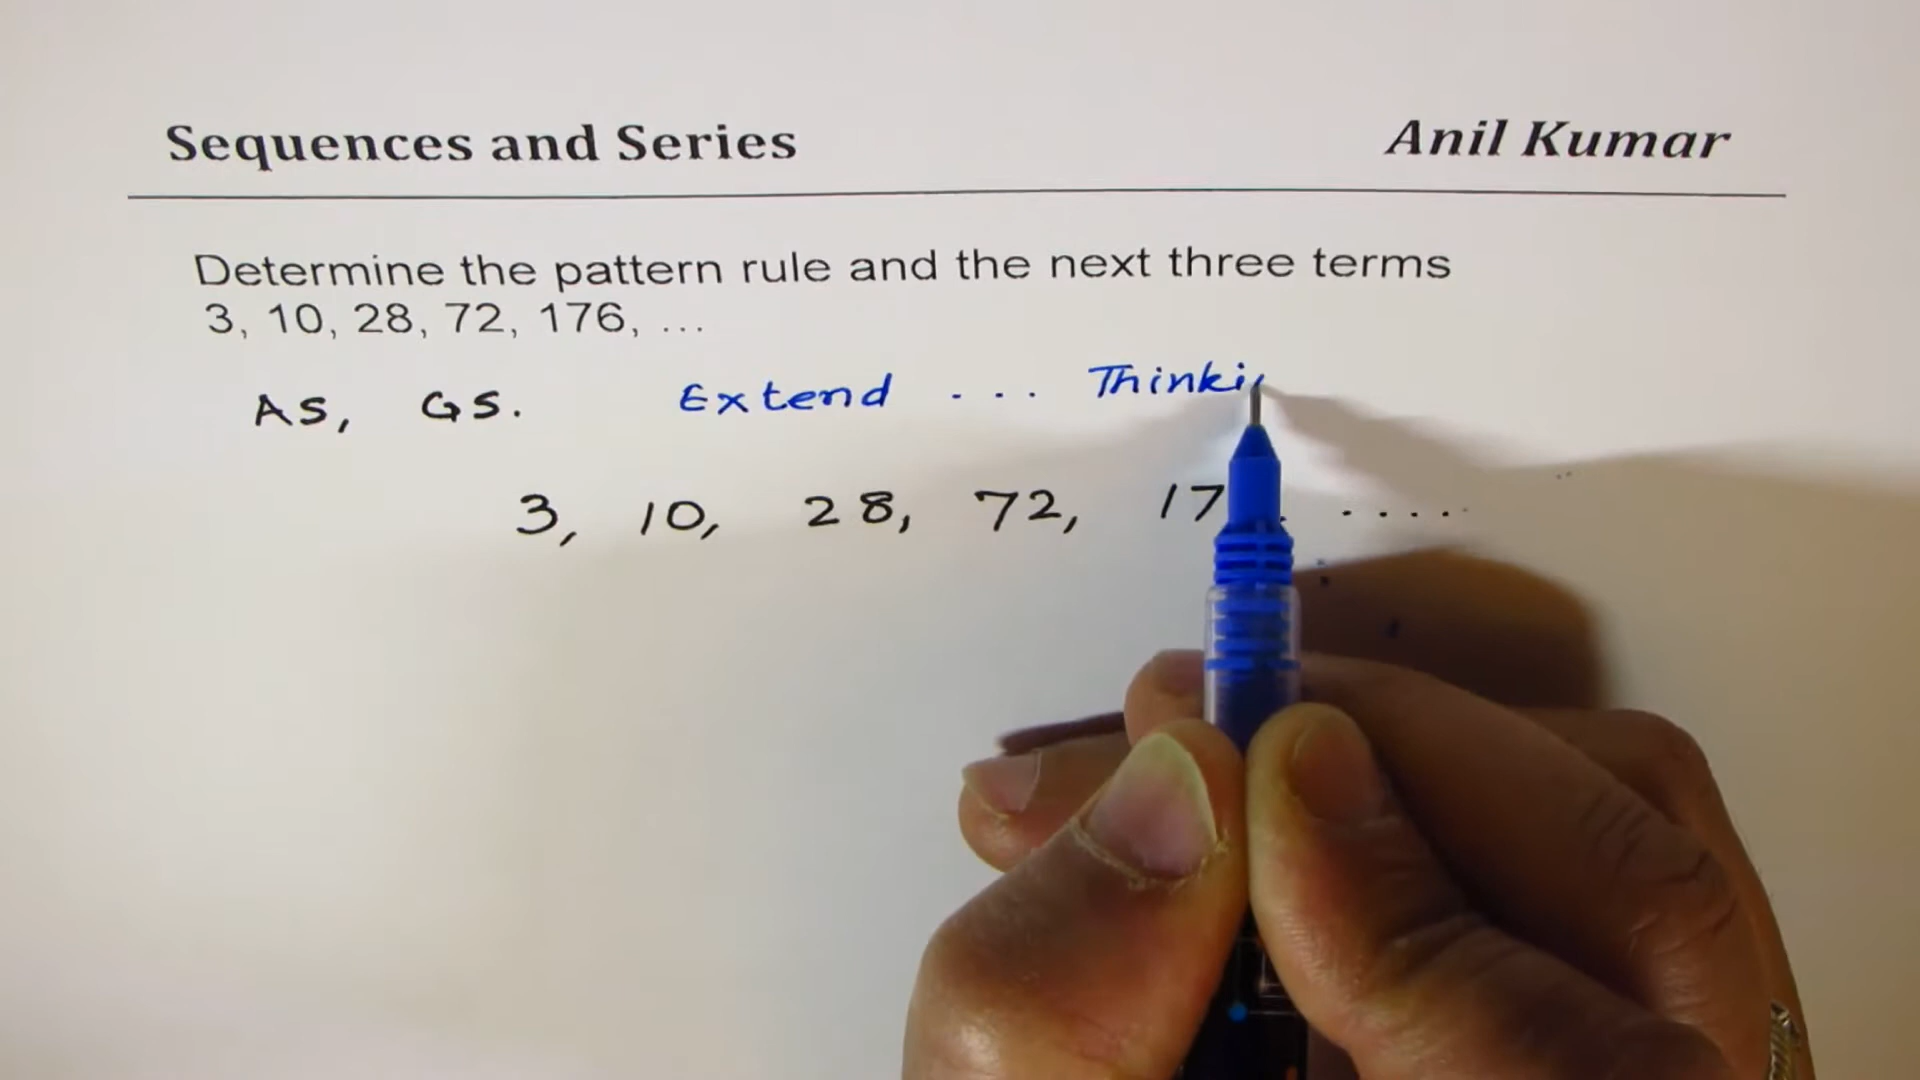 Sequences and Series Anil Kumar
Determine the pattern rule and the next three terms
3, 10, 28, 72, 176, ...
AS, GS. Extend ... Thinki
3, 10, 28, 72, 17 .....